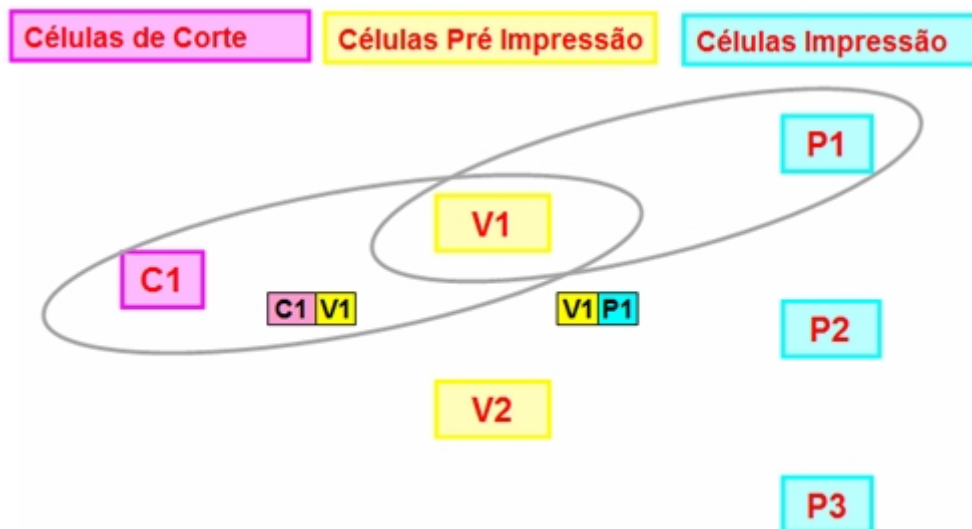 Células de Corte
Células Pré Impressão
Células Impressão
P1
V1
C1
C1 V1
V1 P1
P2
V2
P3